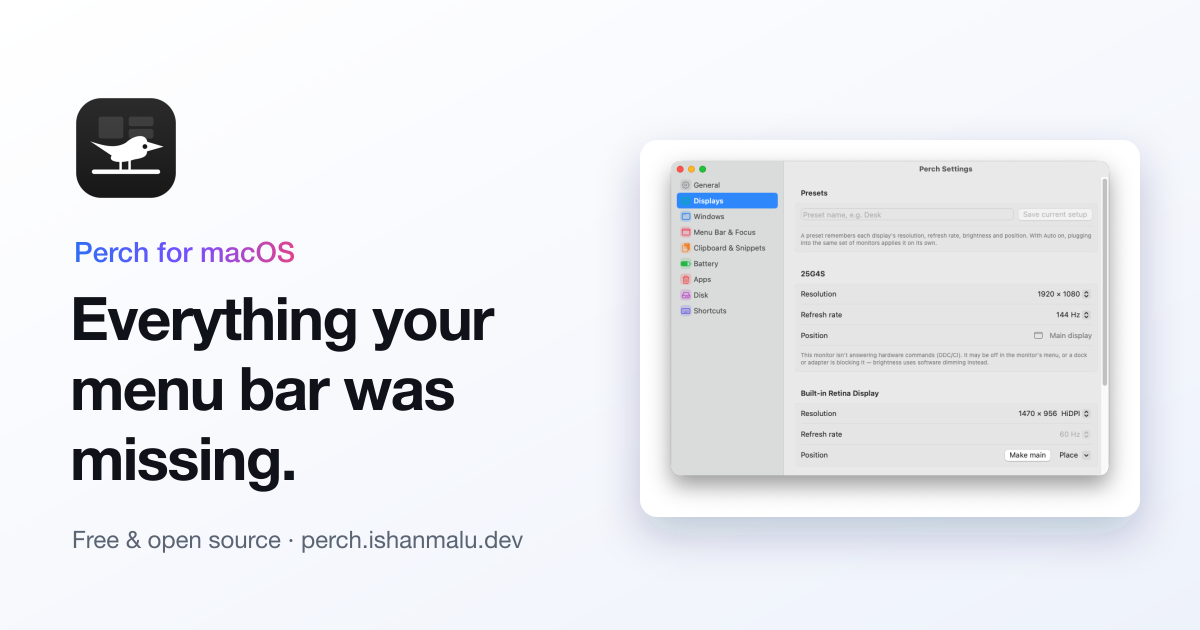 Perch for macOS
Everything your
menu bar was
missing.
Free & open source · perch.ishanmalu.dev
Perch Settings
General
Displays
Windows
Menu Bar & Focus
Clipboard & Snippets
Battery
Apps
Disk
Shortcuts
Presets
Preset name, e.g. Desk
Save current setup
A preset remembers each display's resolution, refresh rate, brightness and position. With Auto on, plugging
into the same set of monitors applies it on its own.
25G4S
Resolution 1920 × 1080
Refresh rate 144 Hz
Position Main display
This monitor isn't answering hardware commands (DDC/CI). It may be off in the monitor's menu, or a dock
or adapter is blocking it — brightness uses software dimming instead.
Built-in Retina Display
Resolution 1470 × 956 HiDPI
Refresh rate 60 Hz
Position Make main Place